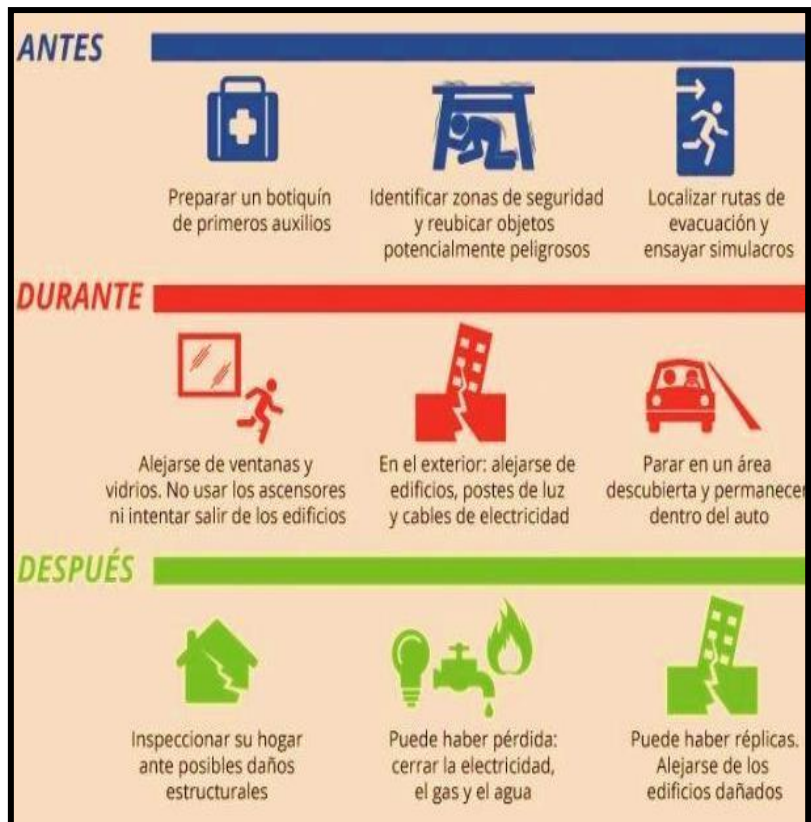 ANTES
Preparar un botiquín
de primeros auxilios
Identificar zonas de seguridad
y reubicar objetos
potencialmente peligrosos
Localizar rutas de
evacuación y
ensayar simulacros
DURANTE
Alejarse de ventanas y
vidrios. No usar los ascensores
ni intentar salir de los edificios
En el exterior: alejarse de
edificios, postes de luz
y cables de electricidad
Parar en un área
descubierta y permanecer
dentro del auto
DESPUÉS
Inspeccionar su hogar
ante posibles daños
estructurales
Puede haber pérdida:
cerrar la electricidad,
el gas y el agua
Puede haber réplicas.
Alejarse de los
edificios dañados